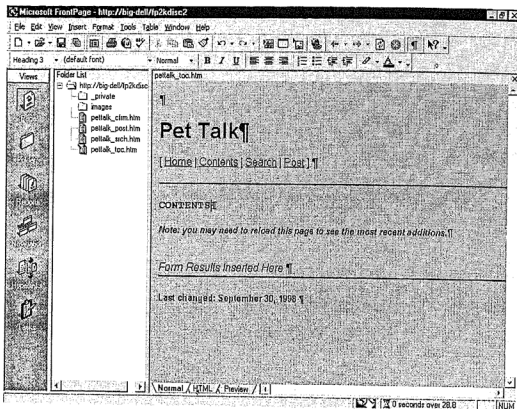 Microsoft FrontPage - http://big-dell/fp2kdisc2
File Edit View Insert Format Tools Table Window Help
Heading 3 (default font) Normal B I U A
Views
Folder List
pettalk_toc.htm
http://big-dell/fp2kdisc
_private
images
pettalk_cfrm.htm
pettalk_post.htm
pettalk_srch.htm
pettalk_toc.htm
¶
Pet Talk¶
[ Home | Contents | Search | Post ] ¶
CONTENTS¶
Note: you may need to reload this page to see the most recent additions.¶
Form Results Inserted Here ¶
Last changed: September 30, 1998 ¶
Normal HTML Preview
0 seconds over 28.8
NUM